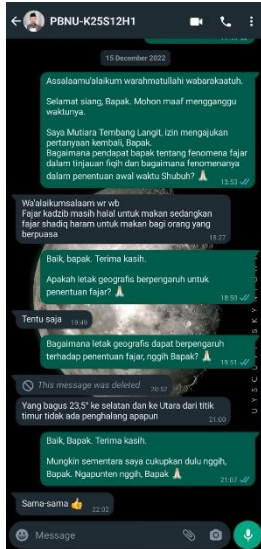 PBNU-K25S12H1
15 December 2022
Assalaamu'alaikum warahmatullahi wabarakaatuh.
Selamat siang, Bapak. Mohon maaf mengganggu
waktunya.
Saya Mutiara Tembang Langit, izin mengajukan
pertanyaan kembali, Bapak.
Bagaimana pendapat bapak tentang fenomena fajar
dalam tinjauan fiqih dan bagaimana fenomenanya
dalam penentuan awal waktu Shubuh? 🙏
13:53
Wa'alaikumsalaam wr wb
Fajar kadzib masih halal untuk makan sedangkan
fajar shadiq haram untuk makan bagi orang yang
berpuasa
18:27
Baik, bapak. Terima kasih.
Apakah letak geografis berpengaruh untuk
penentuan fajar? 🙏
18:50
Tentu saja
19:49
Bagaimana letak geografis dapat berpengaruh
terhadap penentuan fajar, nggih Bapak? 🙏
19:51
This message was deleted
20:52
Yang bagus 23,5° ke selatan dan ke Utara dari titik
timur tidak ada penghalang apapun
21:00
Baik, Bapak. Terima kasih.
Mungkin sementara saya cukupkan dulu nggih,
Bapak. Ngapunten nggih, Bapak 🙏
21:07
Sama-sama 👍
22:02
Message